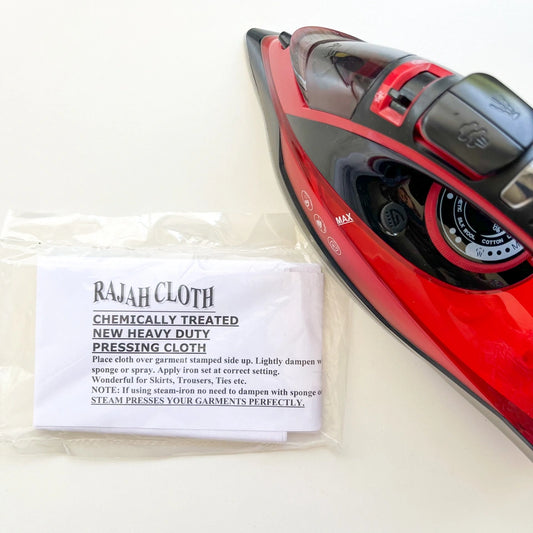 RAJAH CLOTH
CHEMICALLY TREATED
NEW HEAVY DUTY
PRESSING CLOTH
Place cloth over garment stamped side up. Lightly dampen
sponge or spray. Apply iron set at correct setting.
Wonderful for Skirts, Trousers, Ties etc.
NOTE: If using steam-iron no need to dampen with sponge
STEAM PRESSES YOUR GARMENTS PERFECTLY.
MAX
SILK WOOL COTTON